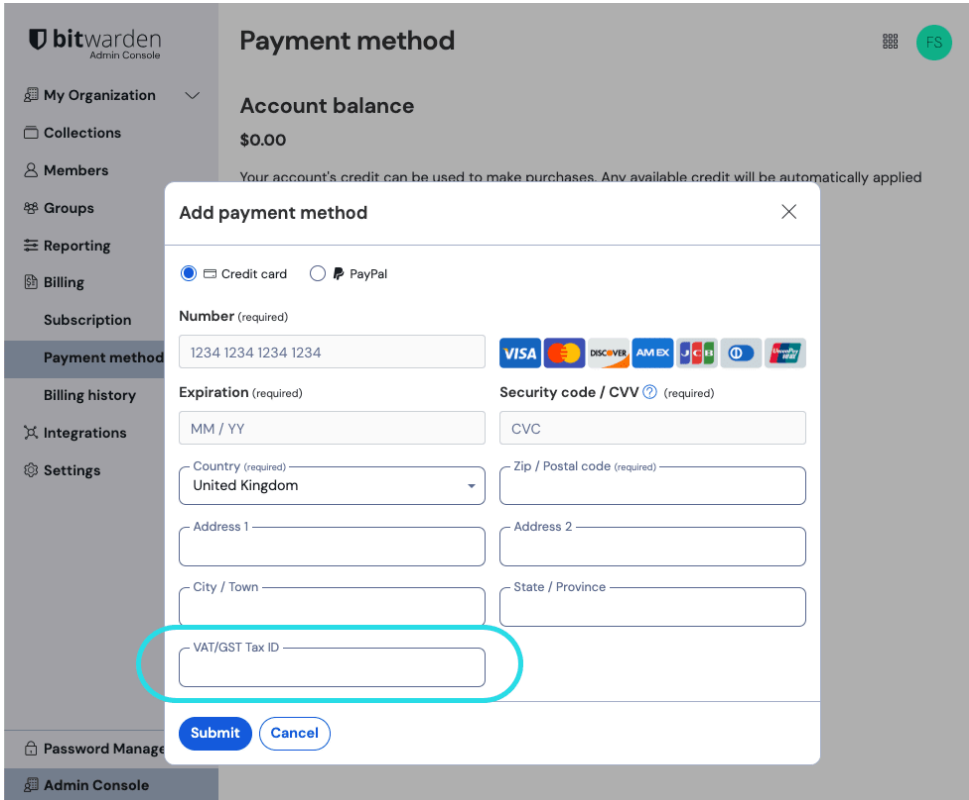 bitwarden
Admin Console
My Organization
Collections
Members
Groups
Reporting
Billing
Subscription
Payment method
Billing history
Integrations
Settings
Password Manage
Admin Console
Payment method
FS
Account balance
$0.00
Your account's credit can be used to make purchases. Any available credit will be automatically applied
Add payment method
Credit card PayPal
Number (required)
1234 1234 1234 1234
VISA DISCOVER AMEX JCB UnionPay
Expiration (required) Security code / CVV ? (required)
MM / YY CVC
Country (required) Zip / Postal code (required)
United Kingdom
Address 1 Address 2
City / Town State / Province
VAT/GST Tax ID
Submit Cancel